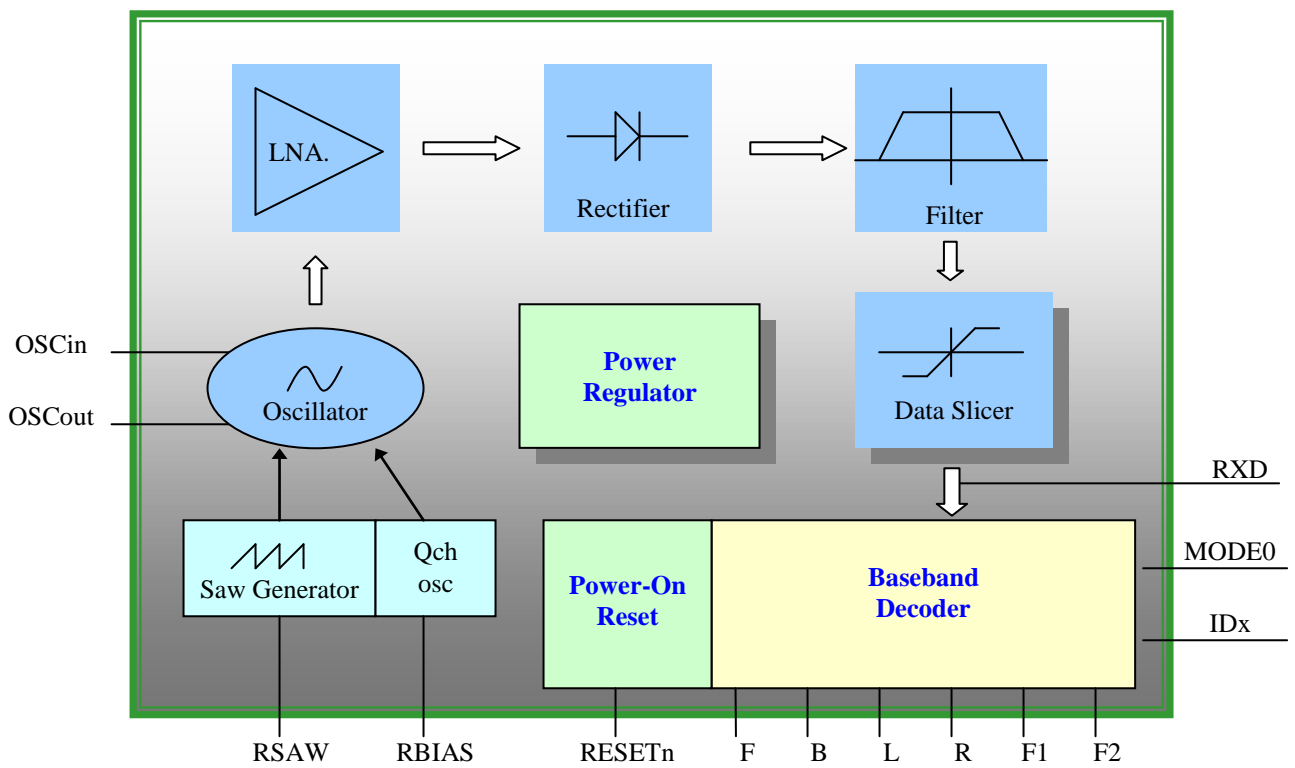 LNA.
Rectifier
Filter
OSCin
OSCout
Oscillator
Power
Regulator
Data Slicer
RXD
Saw Generator
Qch
osc
Power-On
Reset
Baseband
Decoder
MODE0
IDx
RSAW
RBIAS
RESETn
F
B
L
R
F1
F2